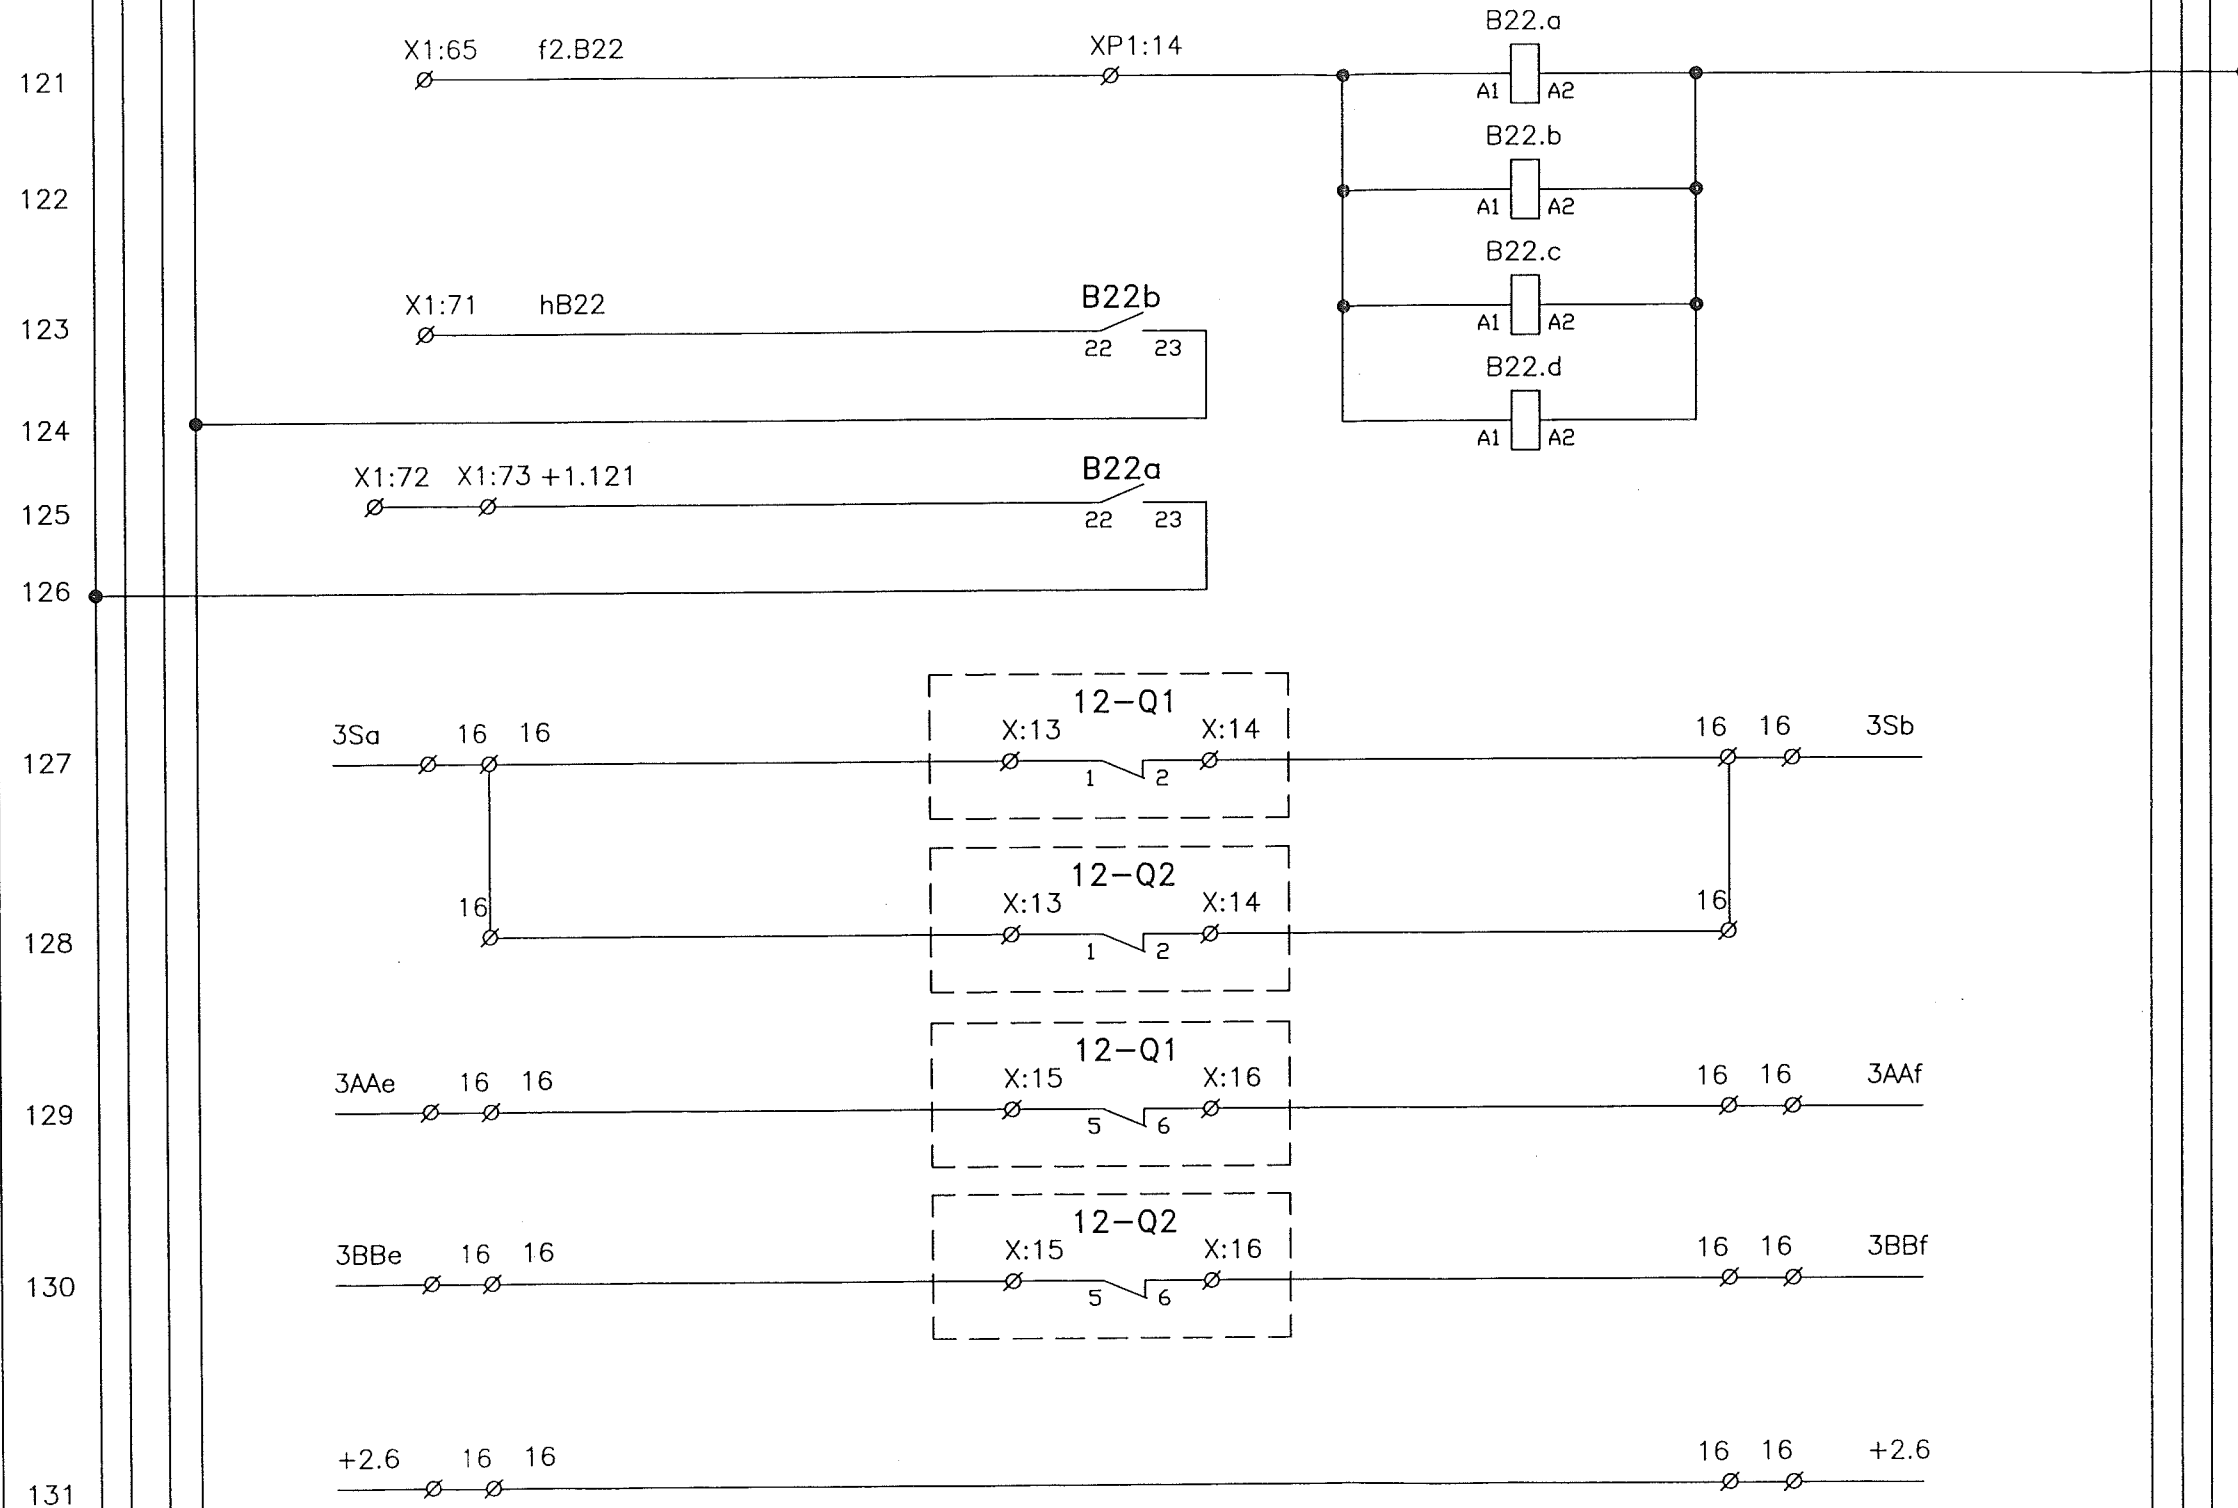 B22.a
X1:65 f2.B22 XP1:14
121 A1 A2
B22.b
122 A1 A2
B22.c
X1:71 hB22 B22b
123 22 23 A1 A2
B22.d
124 A1 A2
X1:72 X1:73 +1.121 B22a
125 22 23
126
12-Q1
3Sa 16 16 X:13 X:14 16 16 3Sb
127 1 2
12-Q2
16 X:13 X:14 16
128 1 2
12-Q1
3AAe 16 16 X:15 X:16 16 16 3AAf
129 5 6
12-Q2
3BBe 16 16 X:15 X:16 16 16 3BBf
130 5 6
+2.6 16 16 16 16 +2.6
131